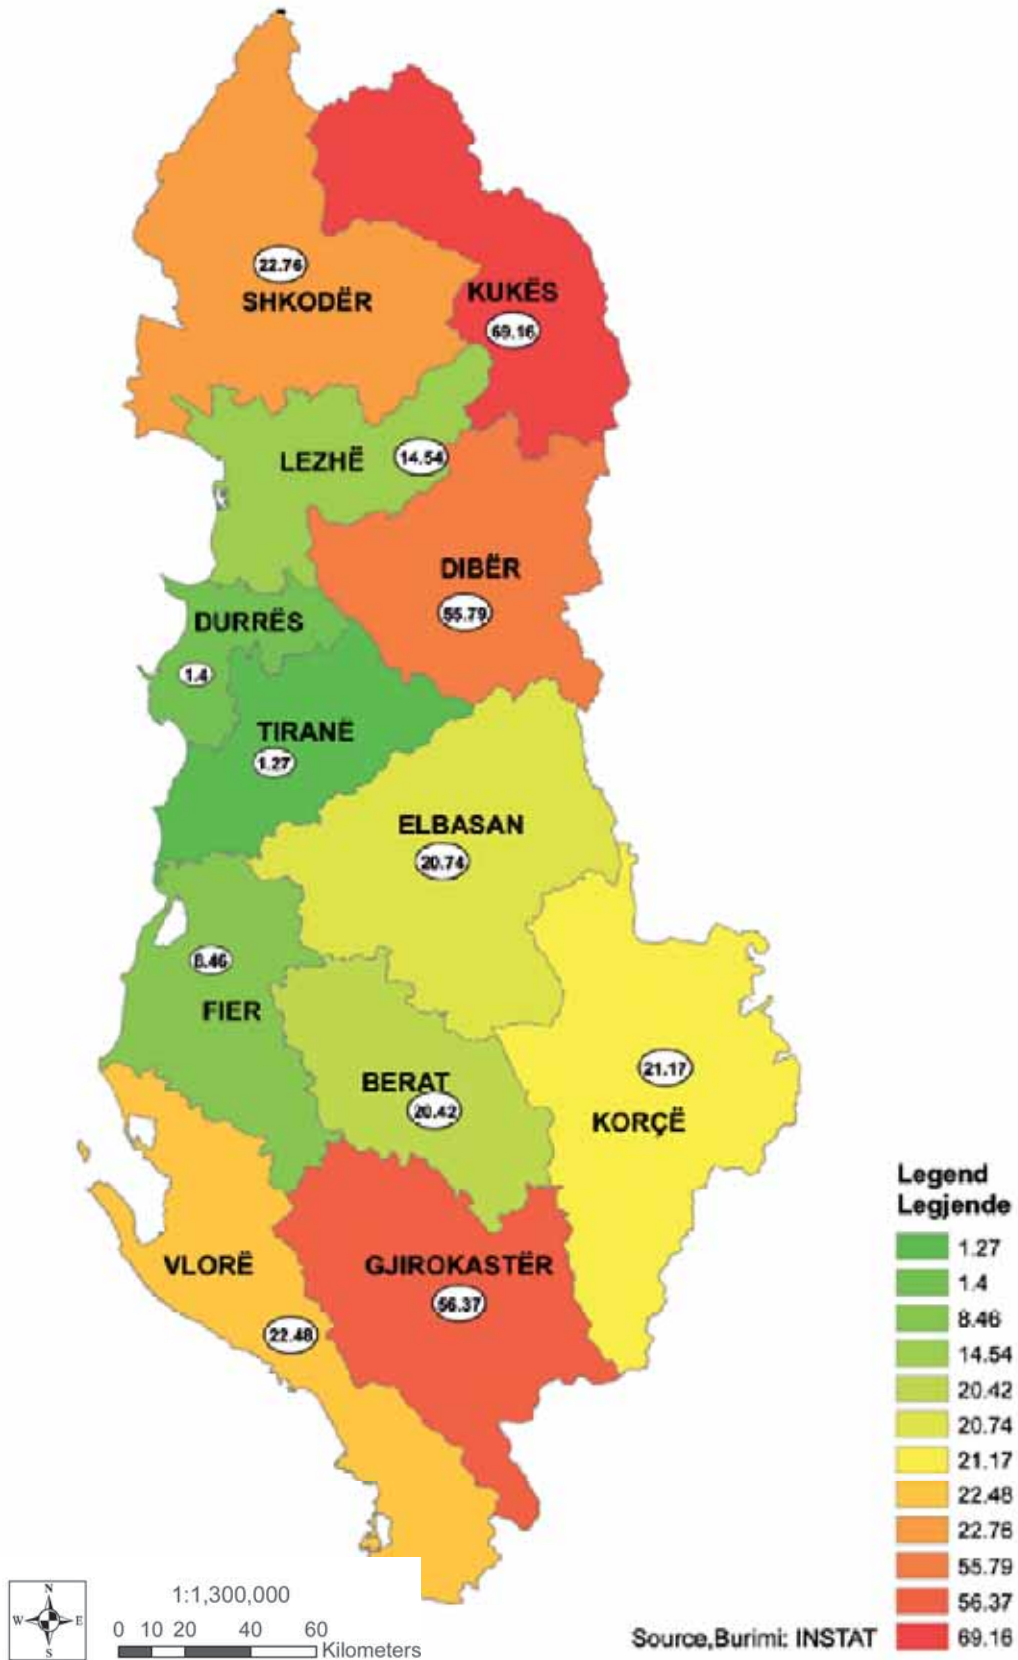 22.76
SHKODËR
KUKËS
69.16
LEZHË
14.54
DIBËR
55.79
DURRËS
1.4
TIRANË
1.27
ELBASAN
20.74
8.46
FIER
BERAT
20.42
21.17
KORÇË
VLORË
22.48
GJIROKASTËR
56.37
Legend
Legjende
1.27
1.4
8.46
14.54
20.42
20.74
21.17
22.48
22.76
55.79
56.37
69.16
N
W E
S
1:1,300,000
0 10 20 40 60
Kilometers
Source,Burimi: INSTAT